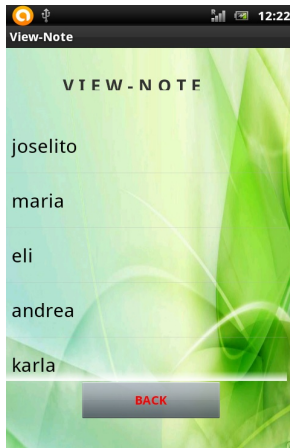 12:22
View-Note
VIEW-NOTE
joselito
maria
eli
andrea
karla
BACK